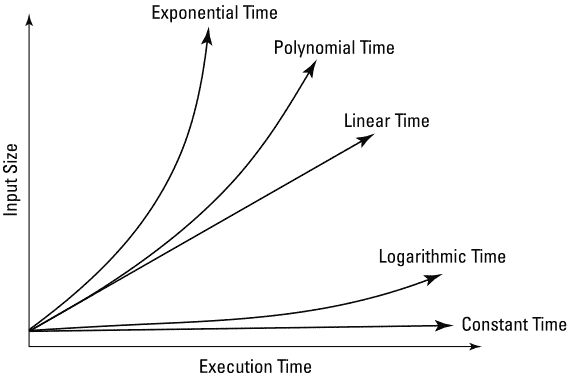 Exponential Time
Polynomial Time
Linear Time
Input Size
Logarithmic Time
Constant Time
Execution Time